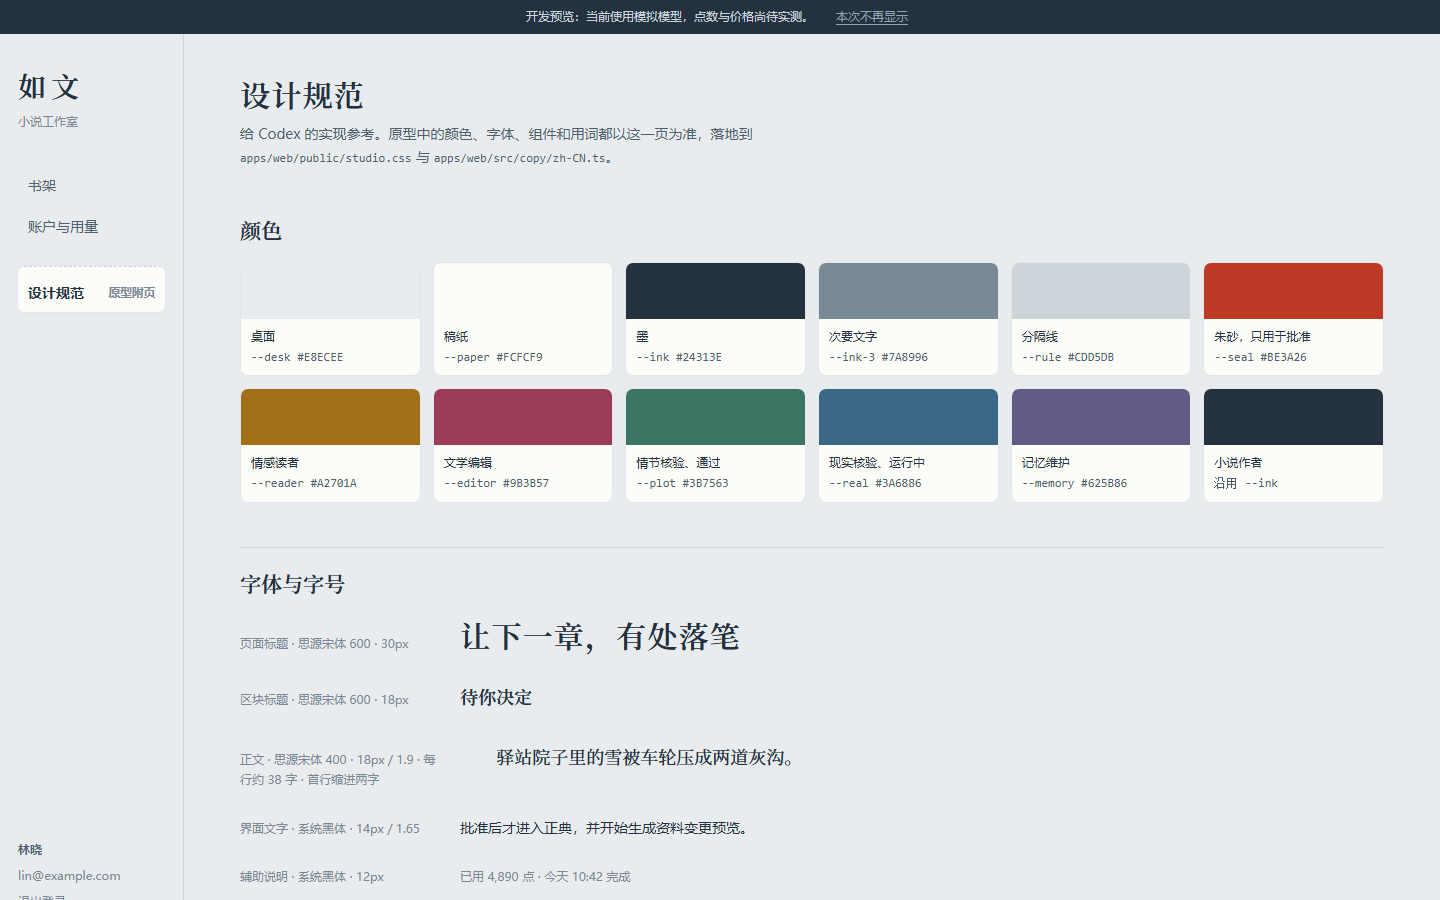 开发预览：当前使用模拟模型，点数与价格尚待实测。 本次不再显示
如文
小说工作室
书架
账户与用量
设计规范 原型附页
林晓
lin@example.com
退出登录
设计规范
给 Codex 的实现参考。原型中的颜色、字体、组件和用词都以这一页为准，落地到
apps/web/public/studio.css 与 apps/web/src/copy/zh-CN.ts。
颜色
桌面
--desk #E8ECEE
稿纸
--paper #FCFCF9
墨
--ink #24313E
次要文字
--ink-3 #7A8996
分隔线
--rule #CDD5DB
朱砂，只用于批准
--seal #BE3A26
情感读者
--reader #A2701A
文学编辑
--editor #9B3B57
情节核验、通过
--plot #3B7563
现实核验、运行中
--real #3A6886
记忆维护
--memory #625B86
小说作者
沿用 --ink
字体与字号
页面标题 · 思源宋体 600 · 30px
让下一章，有处落笔
区块标题 · 思源宋体 600 · 18px
待你决定
正文 · 思源宋体 400 · 18px / 1.9 · 每
行约 38 字 · 首行缩进两字
驿站院子里的雪被车轮压成两道灰沟。
界面文字 · 系统黑体 · 14px / 1.65
批准后才进入正典，并开始生成资料变更预览。
辅助说明 · 系统黑体 · 12px
已用 4,890 点 · 今天 10:42 完成